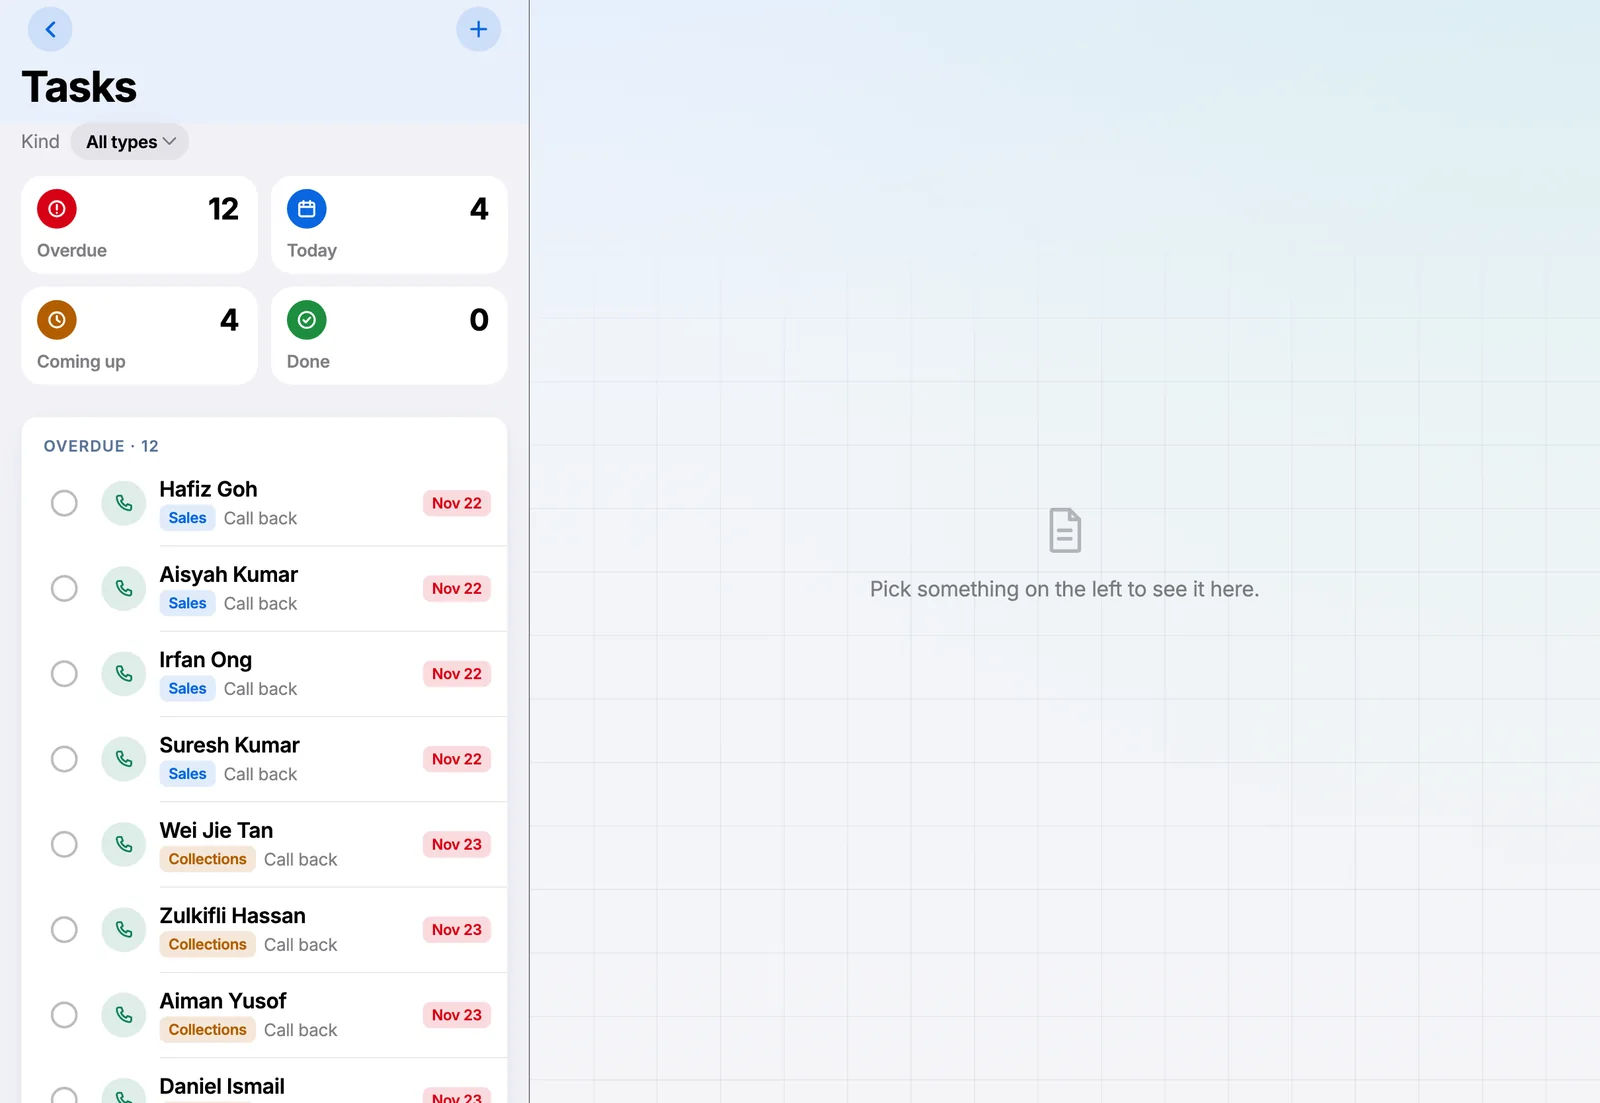 Tasks
Kind All types
12
Overdue
4
Today
4
Coming up
0
Done
OVERDUE · 12
Hafiz Goh
Sales Call back
Nov 22
Aisyah Kumar
Sales Call back
Nov 22
Irfan Ong
Sales Call back
Nov 22
Suresh Kumar
Sales Call back
Nov 22
Wei Jie Tan
Collections Call back
Nov 23
Zulkifli Hassan
Collections Call back
Nov 23
Aiman Yusof
Collections Call back
Nov 23
Daniel Ismail
Nov 23
Pick something on the left to see it here.